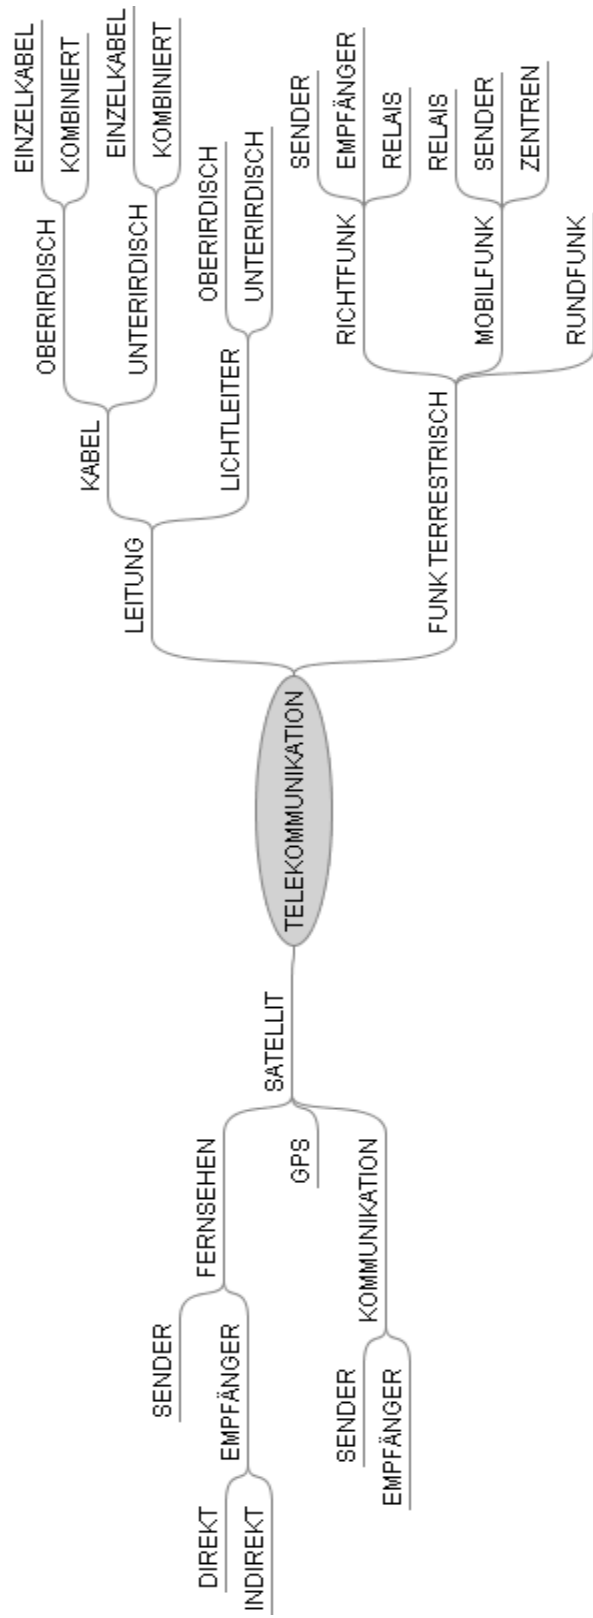 TELEKOMMUNIKATION
LEITUNG
KABEL
OBERIRDISCH
EINZELKABEL
KOMBINIERT
UNTERIRDISCH
EINZELKABEL
KOMBINIERT
LICHTLEITER
OBERIRDISCH
UNTERIRDISCH
FUNK TERRESTRISCH
RICHTFUNK
SENDER
EMPFÄNGER
RELAIS
MOBILFUNK
RELAIS
SENDER
ZENTREN
RUNDFUNK
SATELLIT
FERNSEHEN
SENDER
EMPFÄNGER
DIREKT
INDIREKT
GPS
KOMMUNIKATION
SENDER
EMPFÄNGER